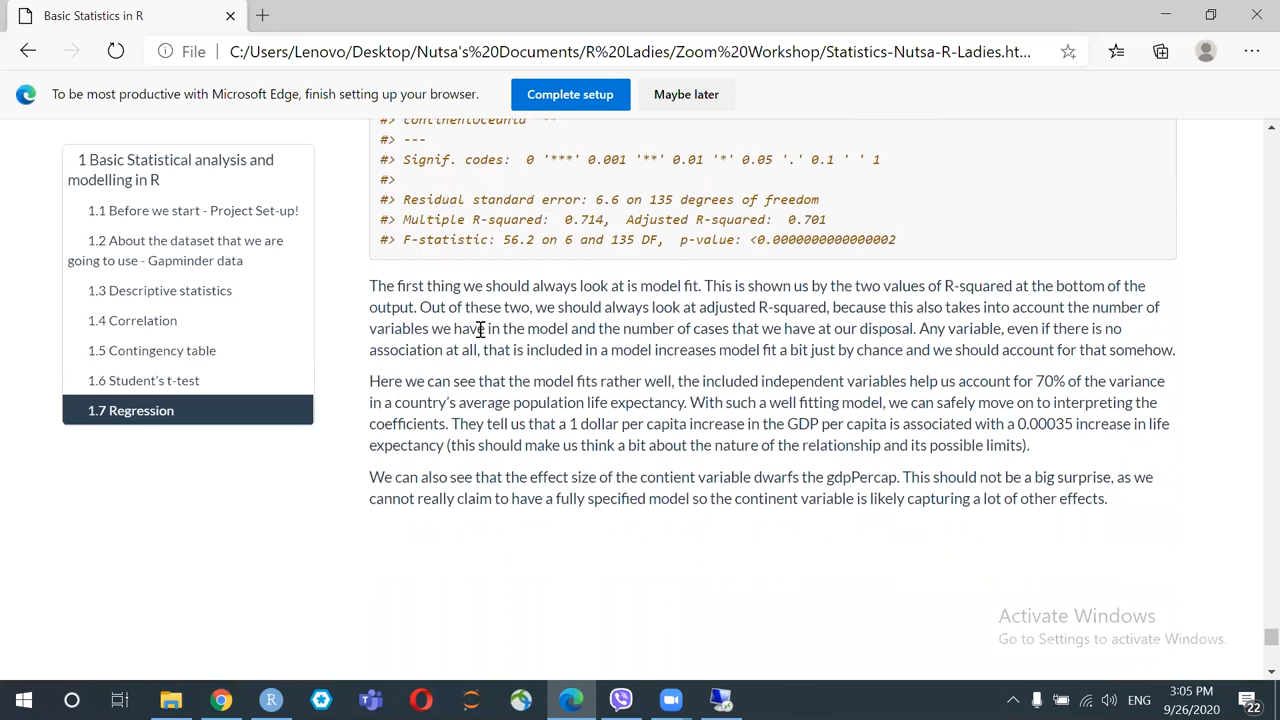 Basic Statistics in R
File
C:/Users/Lenovo/Desktop/Nutsa's%20Documents/R%20Ladies/Zoom%20Workshop/Statistics-Nutsa-R-Ladies.ht...
To be most productive with Microsoft Edge, finish setting up your browser.
Complete setup
Maybe later
1 Basic Statistical analysis and
modelling in R
1.1 Before we start - Project Set-up!
1.2 About the dataset that we are
going to use - Gapminder data
1.3 Descriptive statistics
1.4 Correlation
1.5 Contingency table
1.6 Student's t-test
1.7 Regression
#> continentOceania **
#> ---
#> Signif. codes:  0 '***' 0.001 '**' 0.01 '*' 0.05 '.' 0.1 ' ' 1
#>
#> Residual standard error: 6.6 on 135 degrees of freedom
#> Multiple R-squared:  0.714,  Adjusted R-squared:  0.701
#> F-statistic: 56.2 on 6 and 135 DF,  p-value: <0.0000000000000002
The first thing we should always look at is model fit. This is shown us by the two values of R-squared at the bottom of the
output. Out of these two, we should always look at adjusted R-squared, because this also takes into account the number of
variables we have in the model and the number of cases that we have at our disposal. Any variable, even if there is no
association at all, that is included in a model increases model fit a bit just by chance and we should account for that somehow.
Here we can see that the model fits rather well, the included independent variables help us account for 70% of the variance
in a country's average population life expectancy. With such a well fitting model, we can safely move on to interpreting the
coefficients. They tell us that a 1 dollar per capita increase in the GDP per capita is associated with a 0.00035 increase in life
expectancy (this should make us think a bit about the nature of the relationship and its possible limits).
We can also see that the effect size of the contient variable dwarfs the gdpPercap. This should not be a big surprise, as we
cannot really claim to have a fully specified model so the continent variable is likely capturing a lot of other effects.
Activate Windows
Go to Settings to activate Windows.
ENG
3:05 PM
9/26/2020
22